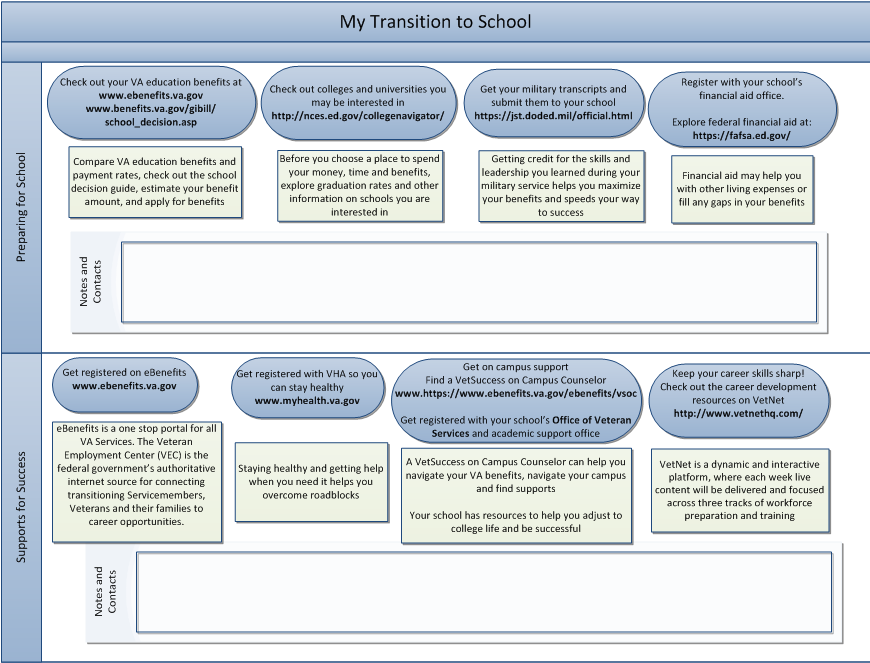 My Transition to School
Preparing for School
Check out your VA education benefits at
www.ebenefits.va.gov
www.benefits.va.gov/gibill/
school_decision.asp
Check out colleges and universities you
may be interested in
http://nces.ed.gov/collegenavigator/
Get your military transcripts and
submit them to your school
https://jst.doded.mil/official.html
Register with your school's
financial aid office.
Explore federal financial aid at:
https://fafsa.ed.gov/
Compare VA education benefits and
payment rates, check out the school
decision guide, estimate your benefit
amount, and apply for benefits
Before you choose a place to spend
your money, time and benefits,
explore graduation rates and other
information on schools you are
interested in
Getting credit for the skills and
leadership you learned during your
military service helps you maximize
your benefits and speeds your way
to success
Financial aid may help you
with other living expenses or
fill any gaps in your benefits
Notes and
Contacts
Supports for Success
Get registered on eBenefits
www.ebenefits.va.gov
Get registered with VHA so you
can stay healthy
www.myhealth.va.gov
Get on campus support
Find a VetSuccess on Campus Counselor
www.https://www.ebenefits.va.gov/ebenefits/vsoc
Get registered with your school's Office of Veteran
Services and academic support office
Keep your career skills sharp!
Check out the career development
resources on VetNet
http://www.vetnethq.com/
eBenefits is a one stop portal for all
VA Services. The Veteran
Employment Center (VEC) is the
federal government's authoritative
internet source for connecting
transitioning Servicemembers,
Veterans and their families to
career opportunities.
Staying healthy and getting help
when you need it helps you
overcome roadblocks
A VetSuccess on Campus Counselor can help you
navigate your VA benefits, navigate your campus
and find supports
Your school has resources to help you adjust to
college life and be successful
VetNet is a dynamic and interactive
platform, where each week live
content will be delivered and focused
across three tracks of workforce
preparation and training
Notes and
Contacts